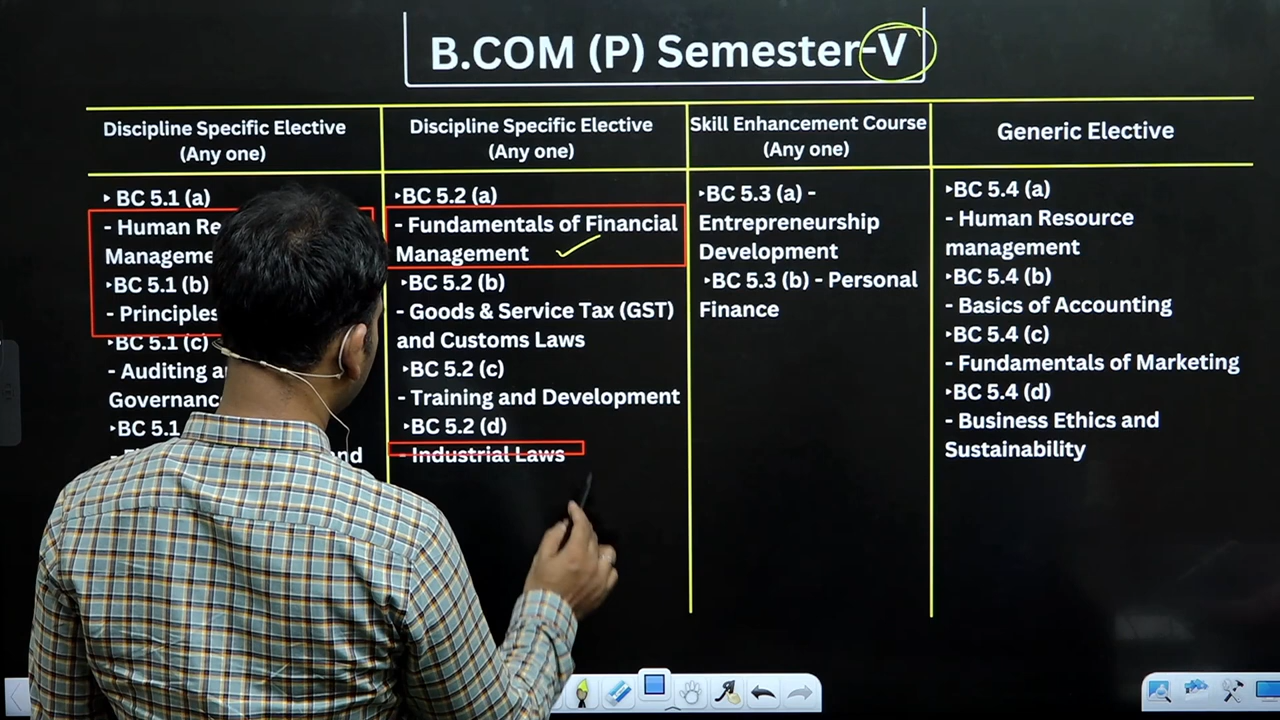 B.COM (P) Semester-V
Discipline Specific Elective
(Any one)
‣ BC 5.1 (a)
- Human
‣BC 5.1 (b)
- Principles
‣BC 5.1 (c)
- Auditing
‣BC 5.1
and
Discipline Specific Elective
(Any one)
‣BC 5.2 (a)
- Fundamentals of Financial
Management
‣BC 5.2 (b)
- Goods & Service Tax (GST)
and Customs Laws
‣BC 5.2 (c)
- Training and Development
‣BC 5.2 (d)
- Industrial Laws
Skill Enhancement Course
(Any one)
‣BC 5.3 (a) -
Entrepreneurship
Development
‣BC 5.3 (b) - Personal
Finance
Generic Elective
‣BC 5.4 (a)
- Human Resource
management
‣BC 5.4 (b)
- Basics of Accounting
‣BC 5.4 (c)
- Fundamentals of Marketing
‣BC 5.4 (d)
- Business Ethics and
Sustainability